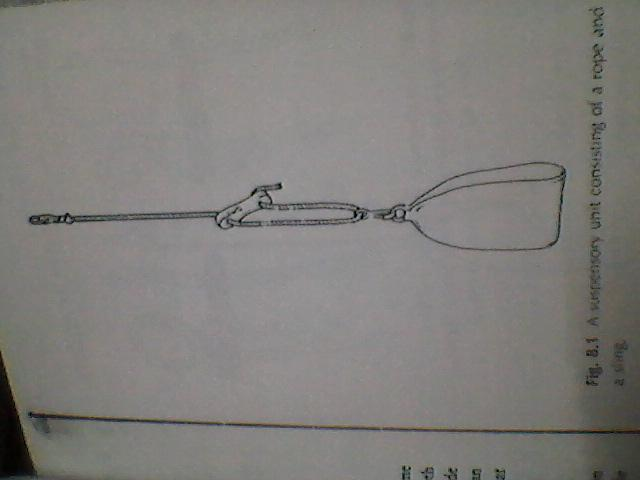 Fig. 8.1 A suspensory unit consisting of a rope and
a sling.